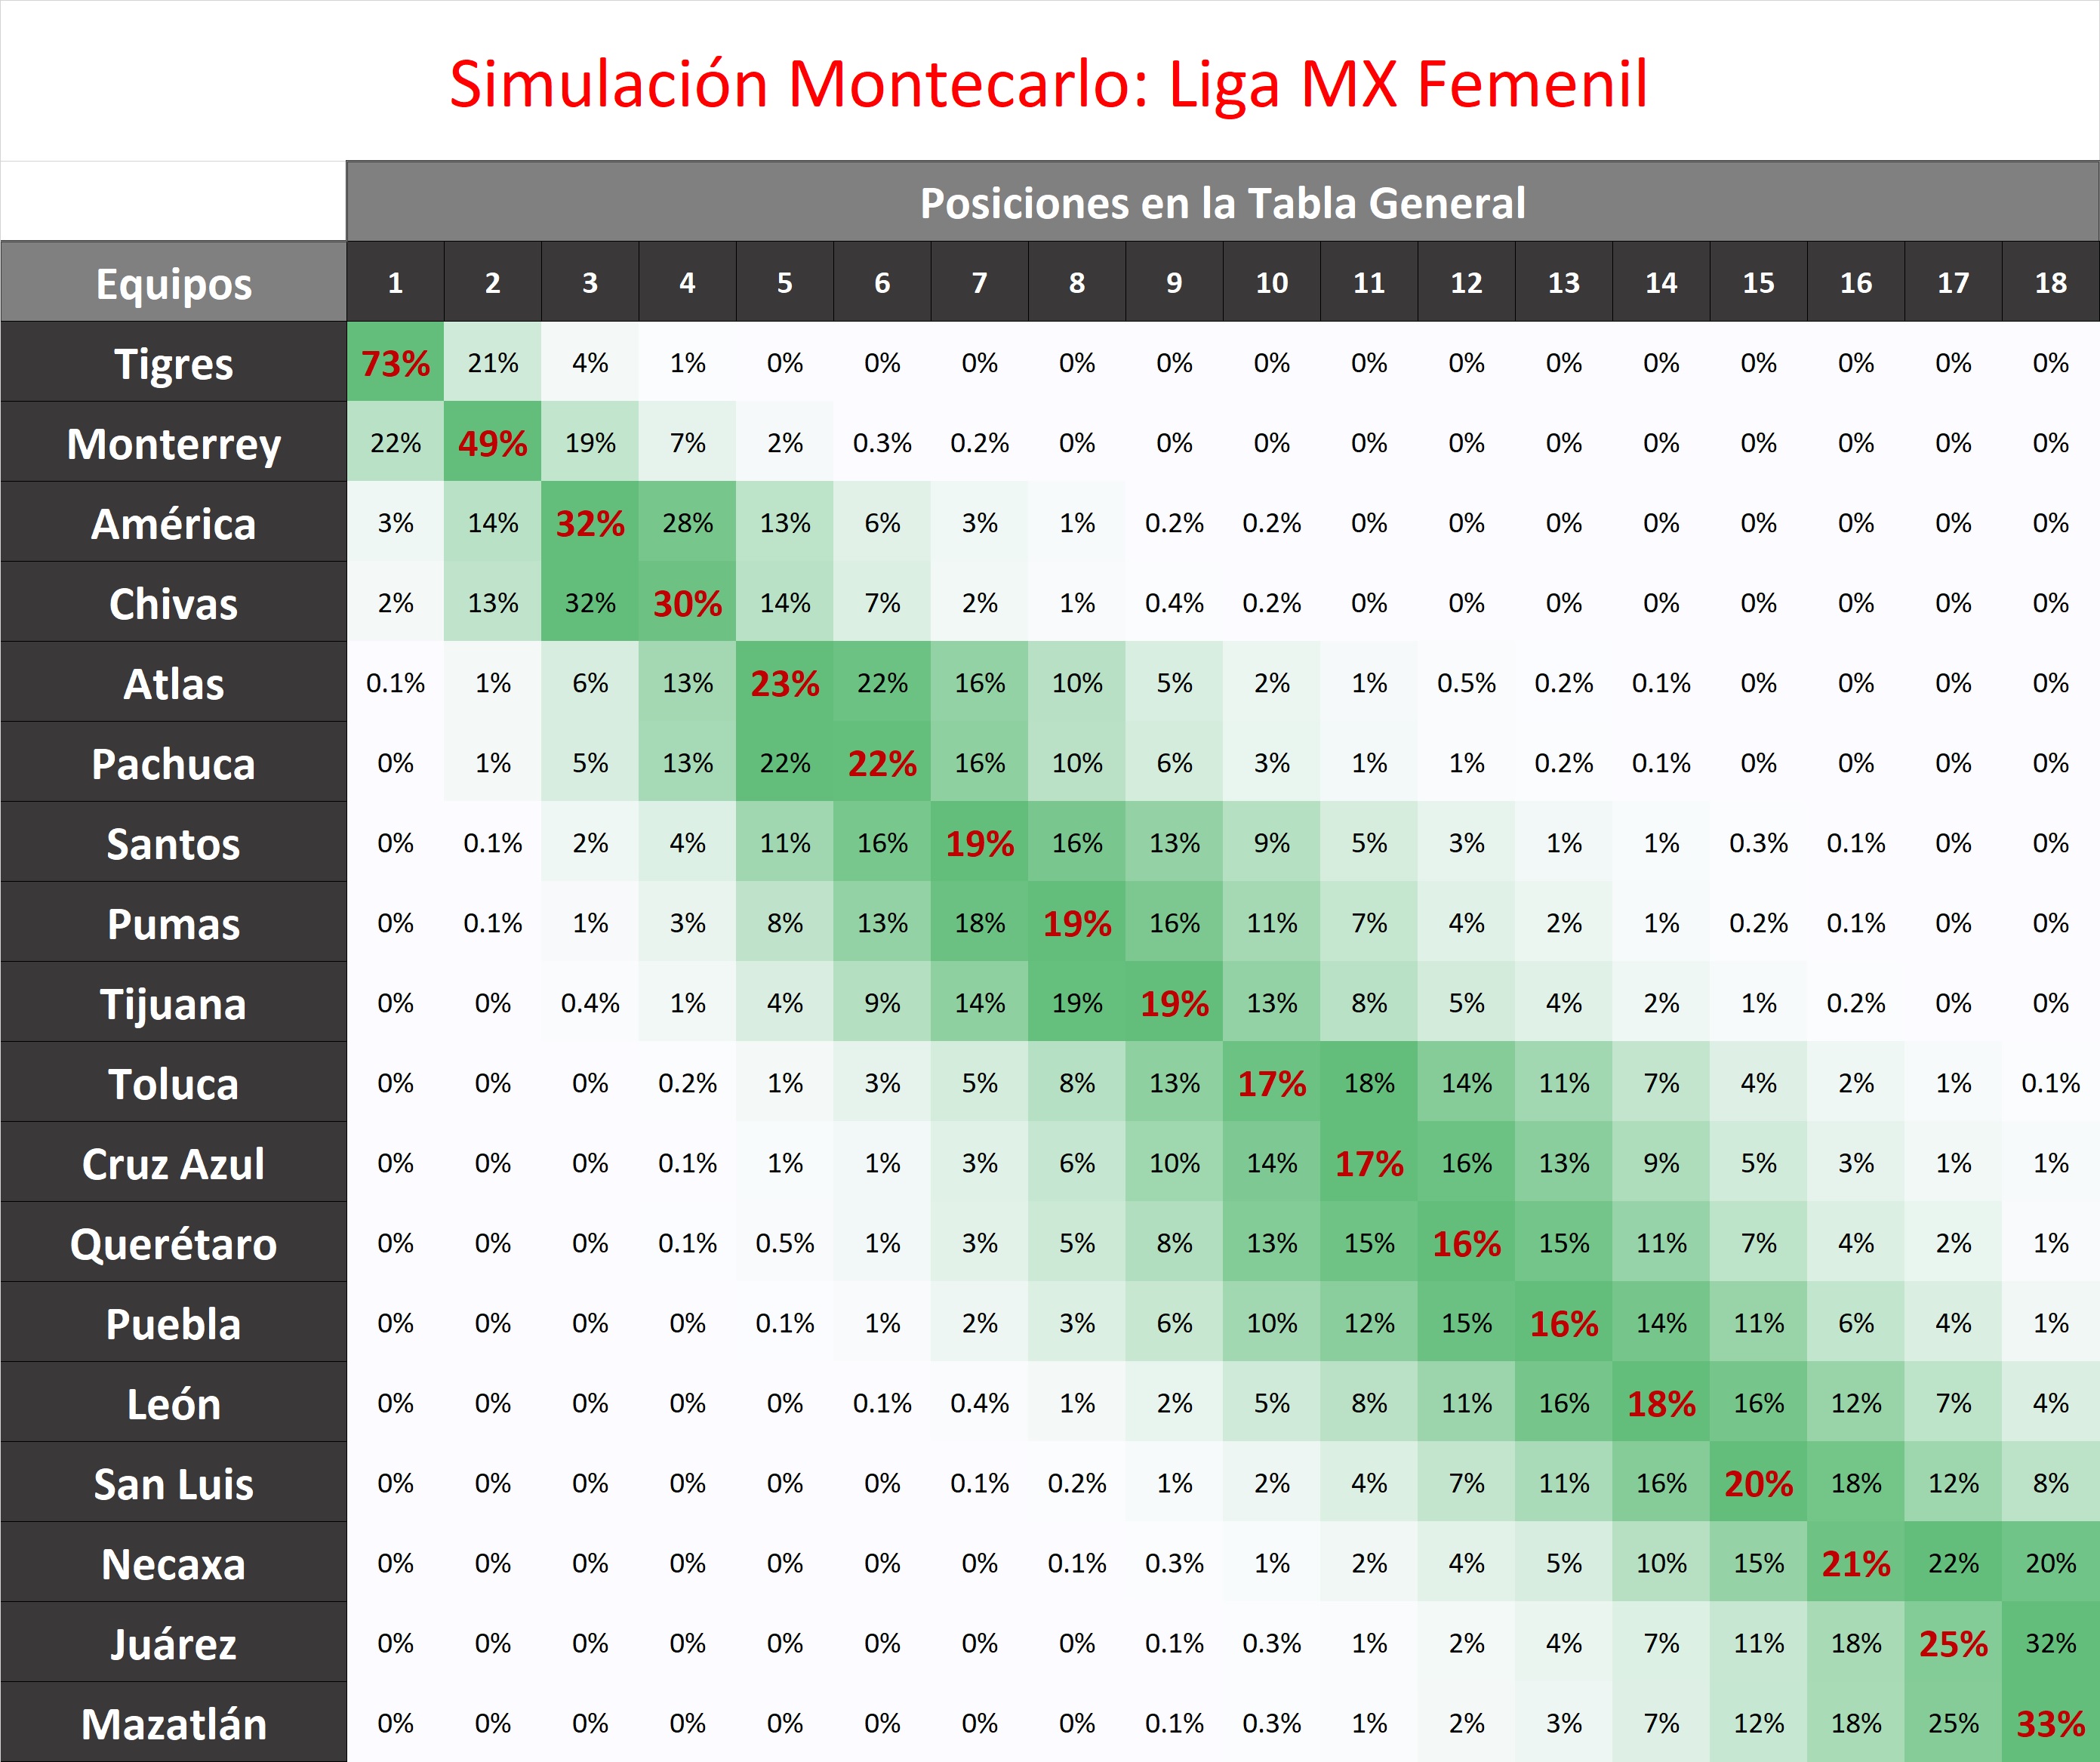 Simulación Montecarlo: Liga MX Femenil
Posiciones en la Tabla General
Equipos 1 2 3 4 5 6 7 8 9 10 11 12 13 14 15 16 17 18
Tigres 73% 21% 4% 1% 0% 0% 0% 0% 0% 0% 0% 0% 0% 0% 0% 0% 0% 0%
Monterrey 22% 49% 19% 7% 2% 0.3% 0.2% 0% 0% 0% 0% 0% 0% 0% 0% 0% 0% 0%
América 3% 14% 32% 28% 13% 6% 3% 1% 0.2% 0.2% 0% 0% 0% 0% 0% 0% 0% 0%
Chivas 2% 13% 32% 30% 14% 7% 2% 1% 0.4% 0.2% 0% 0% 0% 0% 0% 0% 0% 0%
Atlas 0.1% 1% 6% 13% 23% 22% 16% 10% 5% 2% 1% 0.5% 0.2% 0.1% 0% 0% 0% 0%
Pachuca 0% 1% 5% 13% 22% 22% 16% 10% 6% 3% 1% 1% 0.2% 0.1% 0% 0% 0% 0%
Santos 0% 0.1% 2% 4% 11% 16% 19% 16% 13% 9% 5% 3% 1% 1% 0.3% 0.1% 0% 0%
Pumas 0% 0.1% 1% 3% 8% 13% 18% 19% 16% 11% 7% 4% 2% 1% 0.2% 0.1% 0% 0%
Tijuana 0% 0% 0.4% 1% 4% 9% 14% 19% 19% 13% 8% 5% 4% 2% 1% 0.2% 0% 0%
Toluca 0% 0% 0% 0.2% 1% 3% 5% 8% 13% 17% 18% 14% 11% 7% 4% 2% 1% 0.1%
Cruz Azul 0% 0% 0% 0.1% 1% 1% 3% 6% 10% 14% 17% 16% 13% 9% 5% 3% 1% 1%
Querétaro 0% 0% 0% 0.1% 0.5% 1% 3% 5% 8% 13% 15% 16% 15% 11% 7% 4% 2% 1%
Puebla 0% 0% 0% 0% 0.1% 1% 2% 3% 6% 10% 12% 15% 16% 14% 11% 6% 4% 1%
León 0% 0% 0% 0% 0% 0.1% 0.4% 1% 2% 5% 8% 11% 16% 18% 16% 12% 7% 4%
San Luis 0% 0% 0% 0% 0% 0% 0.1% 0.2% 1% 2% 4% 7% 11% 16% 20% 18% 12% 8%
Necaxa 0% 0% 0% 0% 0% 0% 0% 0.1% 0.3% 1% 2% 4% 5% 10% 15% 21% 22% 20%
Juárez 0% 0% 0% 0% 0% 0% 0% 0% 0.1% 0.3% 1% 2% 4% 7% 11% 18% 25% 32%
Mazatlán 0% 0% 0% 0% 0% 0% 0% 0% 0.1% 0.3% 1% 2% 3% 7% 12% 18% 25% 33%